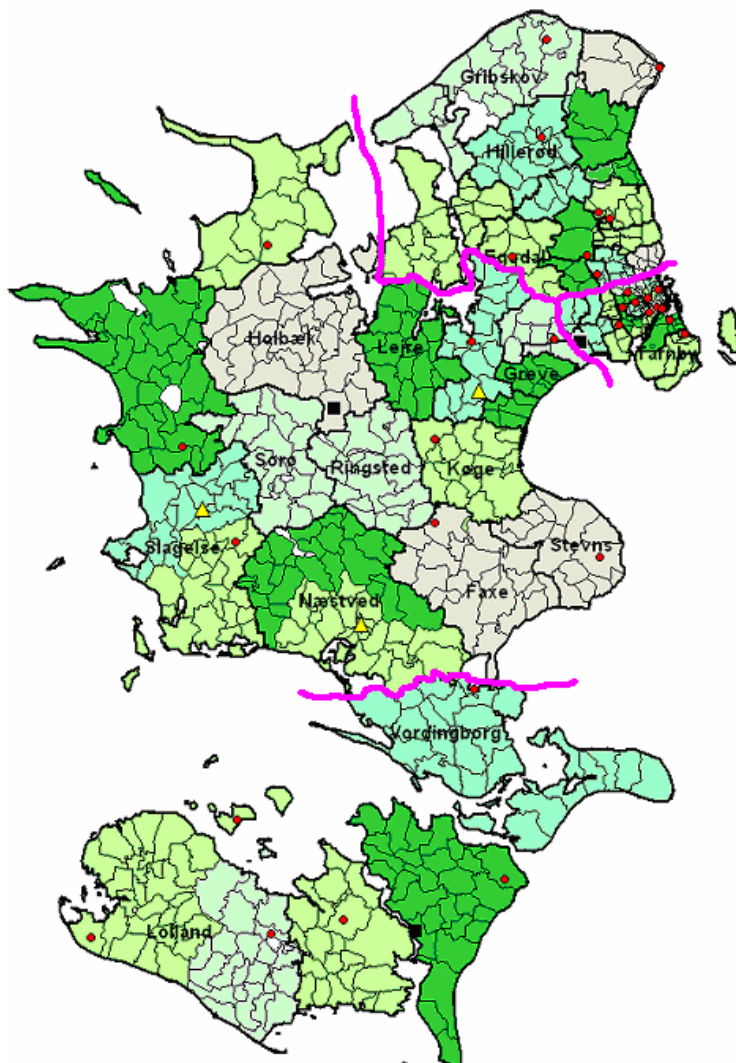 Gribskov
Hillerød
Egedal
Holbæk
Lejre
Tårnby
Greve
Sorø
Ringsted
Køge
Slagelse
Stevns
Næstved
Faxe
Vordingborg
Lolland